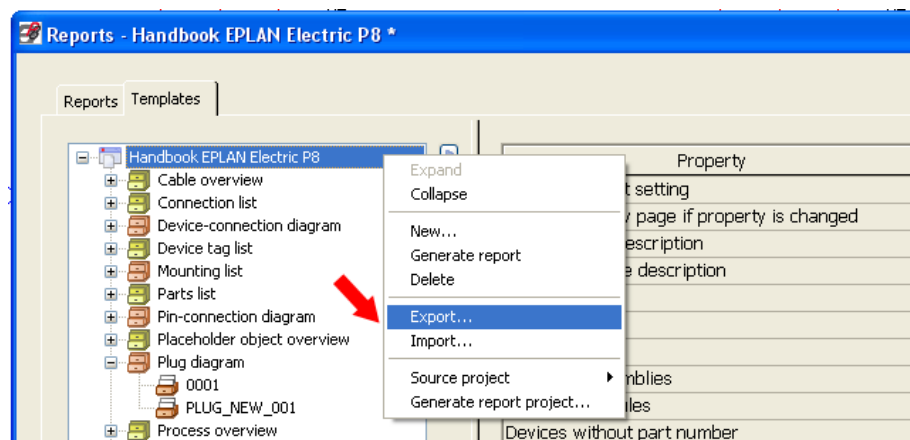 Reports - Handbook EPLAN Electric P8 *
Reports Templates
Handbook EPLAN Electric P8
Cable overview
Connection list
Device-connection diagram
Device tag list
Mounting list
Parts list
Pin-connection diagram
Placeholder object overview
Plug diagram
0001
PLUG_NEW_001
Process overview
Expand
Collapse
New...
Generate report
Delete
Export...
Import...
Source project
Generate report project...
Property
t setting
page if property is changed
escription
e description
mblies
les
Devices without part number